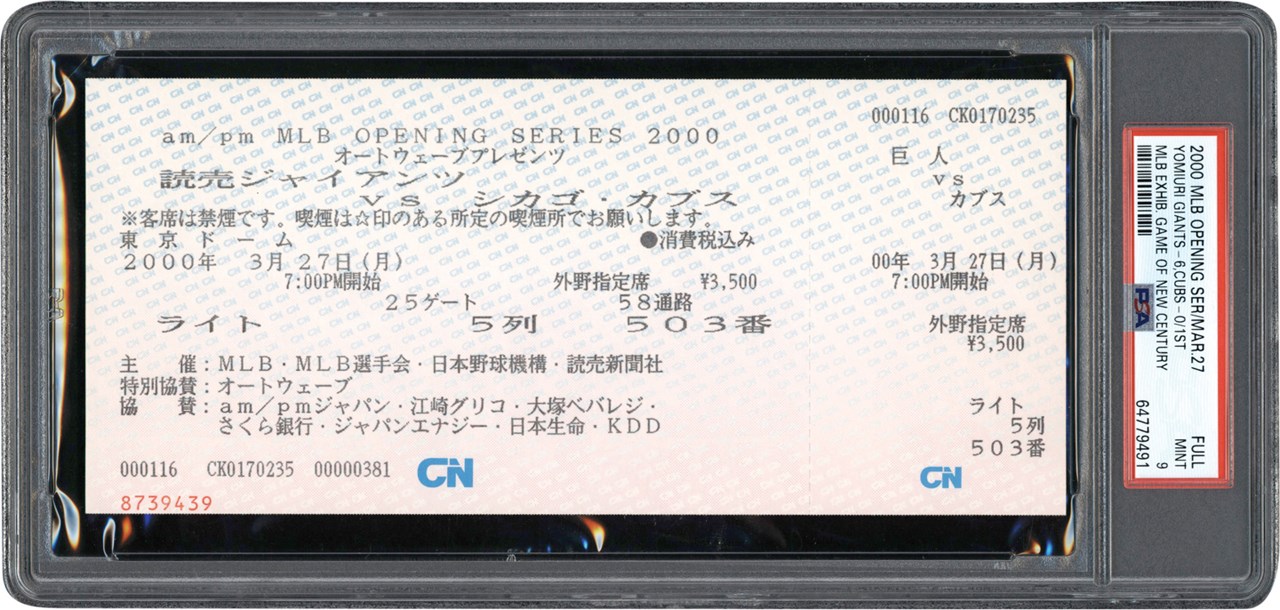 am/pm MLB OPENING SERIES 2000
オートウェーブプレゼンツ
読売ジャイアンツ
vs シカゴ・カブス
※客席は禁煙です。喫煙は☆印のある所定の喫煙所でお願いします。
東京ドーム ●消費税込み
2000年 3月27日(月)
7:00PM開始 外野指定席 ¥3,500
25ゲート 58通路
ライト 5列 503番
主 催:MLB・MLB選手会・日本野球機構・読売新聞社
特別協賛:オートウェーブ
協 賛:am/pmジャパン・江崎グリコ・大塚ベバレジ・
さくら銀行・ジャパンエナジー・日本生命・KDD
000116 CK0170235 00000381 CN
8739439
000116 CK0170235
巨人
vs
カブス
00年 3月27日(月)
7:00PM開始
外野指定席
¥3,500
ライト
5列
503番
CN
2000 MLB OPENING SER/MAR.27
YOMIURI GIANTS-6,CUBS-0/1ST
MLB EXHIB. GAME OF NEW CENTURY
PSA
FULL
MINT
9
64779491